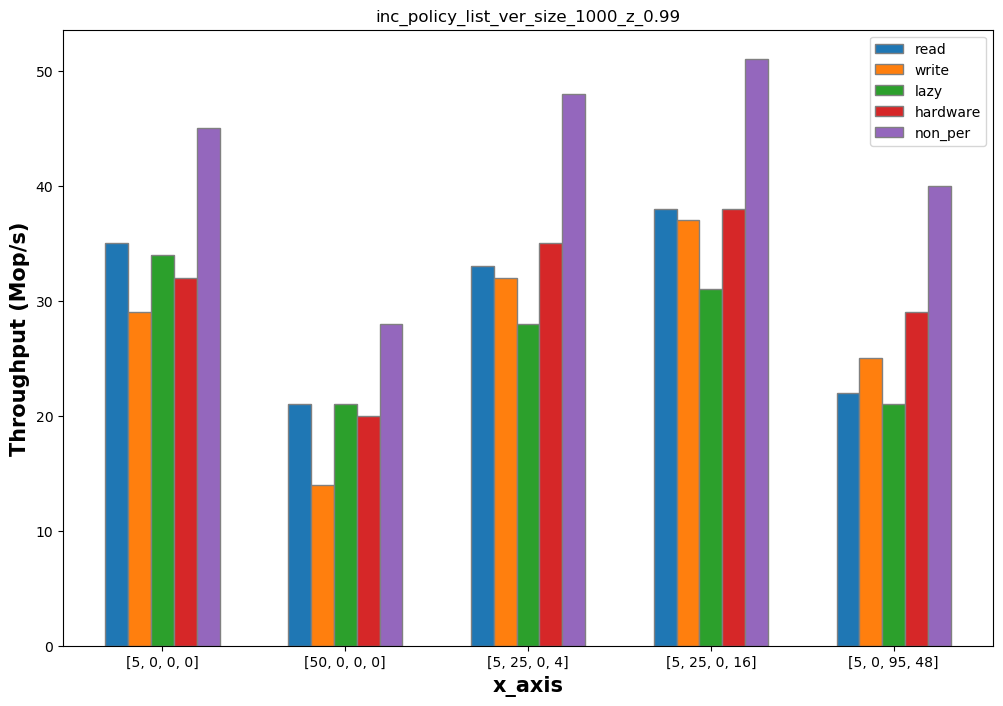 inc_policy_list_ver_size_1000_z_0.99
read
write
lazy
hardware
non_per
Throughput (Mop/s)
50
40
30
20
10
0
[5, 0, 0, 0]
[50, 0, 0, 0]
[5, 25, 0, 4]
[5, 25, 0, 16]
[5, 0, 95, 48]
x_axis